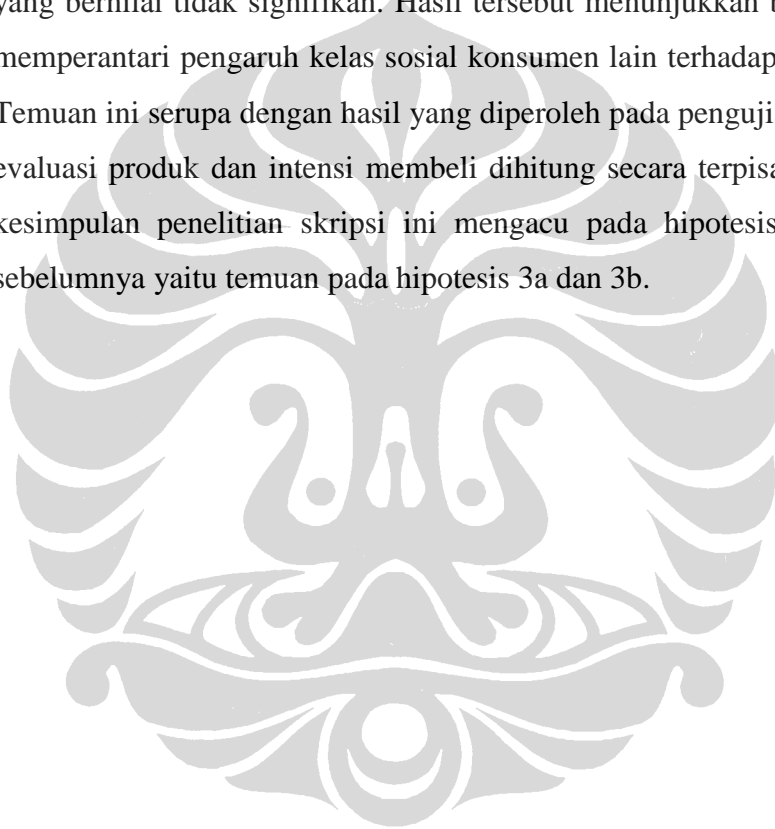 yang bernilai tidak signifikan. Hasil tersebut menunjukkan
memperantari pengaruh kelas sosial konsumen lain terhadap
Temuan ini serupa dengan hasil yang diperoleh pada
evaluasi produk dan intensi membeli dihitung secara
kesimpulan penelitian skripsi ini mengacu pada hipotesis
sebelumnya yaitu temuan pada hipotesis 3a dan 3b.